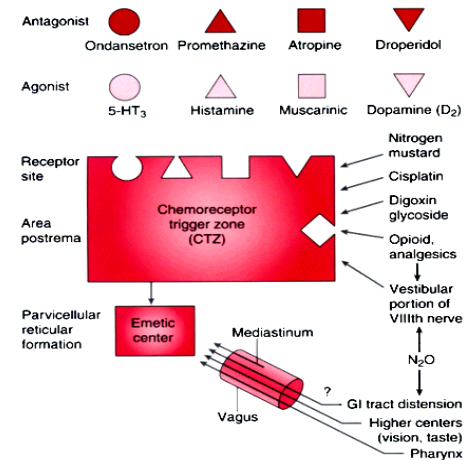 Antagonist
Ondansetron Promethazine Atropine Droperidol
Agonist
5-HT3 Histamine Muscarinic Dopamine (D2)
Receptor
site
Area
postrema
Chemoreceptor
trigger zone
(CTZ)
Nitrogen
mustard
Cisplatin
Digoxin
glycoside
Opioid,
analgesics
Vestibular
portion of
VIIIth nerve
Parvicellular
reticular
formation
Emetic
center
Mediastinum
Vagus
N2O
?
GI tract distension
Higher centers
(vision, taste)
Pharynx